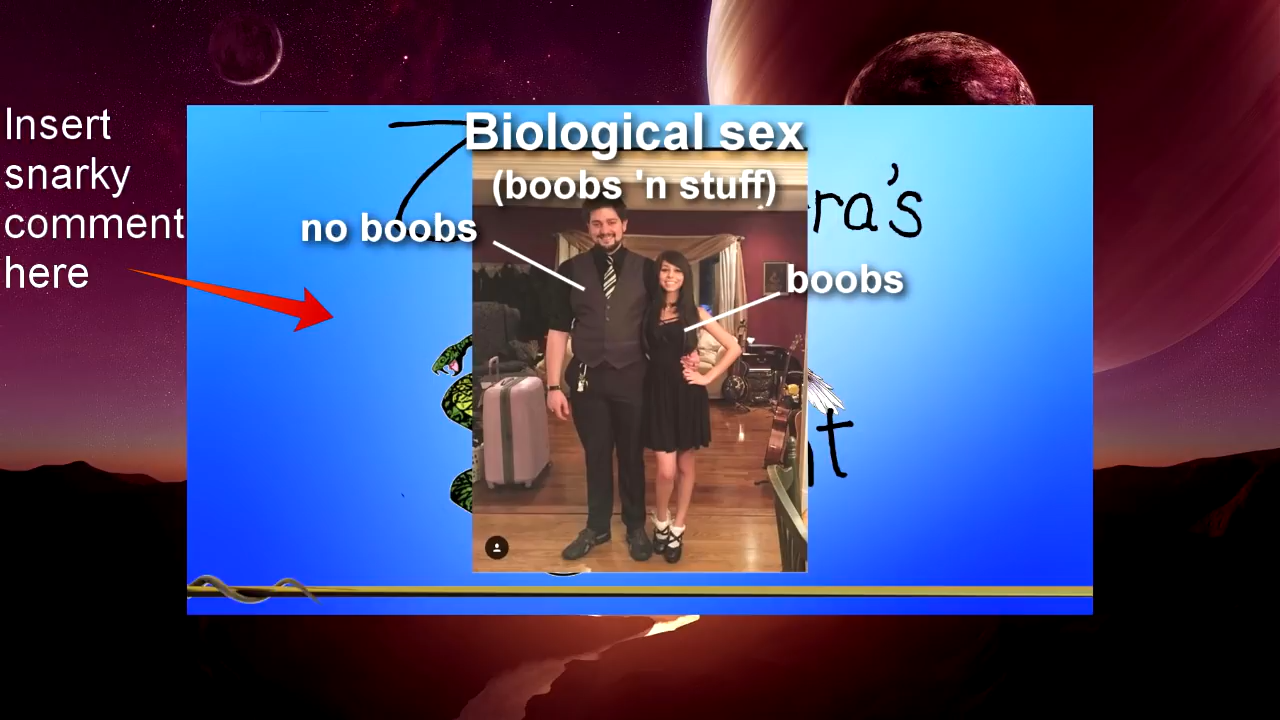 Insert
snarky
comment
here
Biological sex
(boobs 'n stuff)
no boobs
boobs